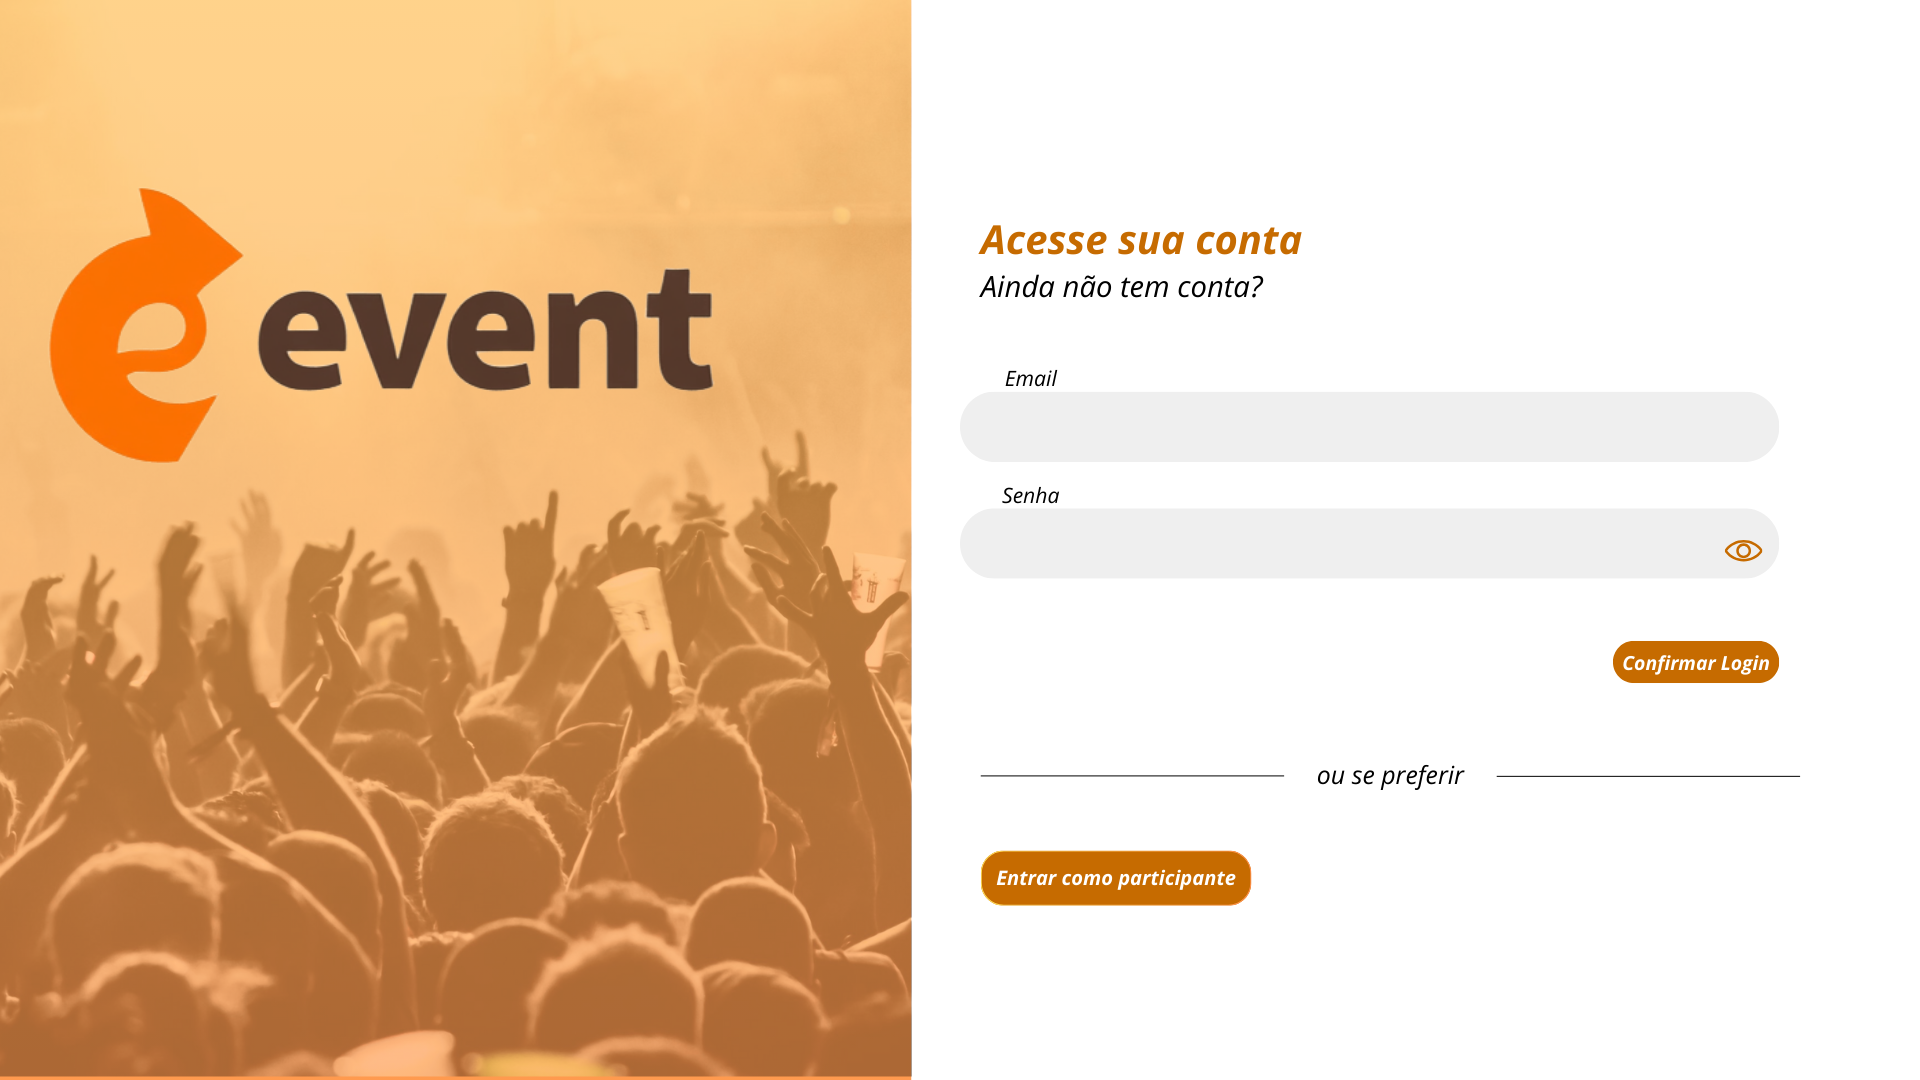 event
Acesse sua conta
Ainda não tem conta?
Email
Senha
Confirmar Login
ou se preferir
Entrar como participante